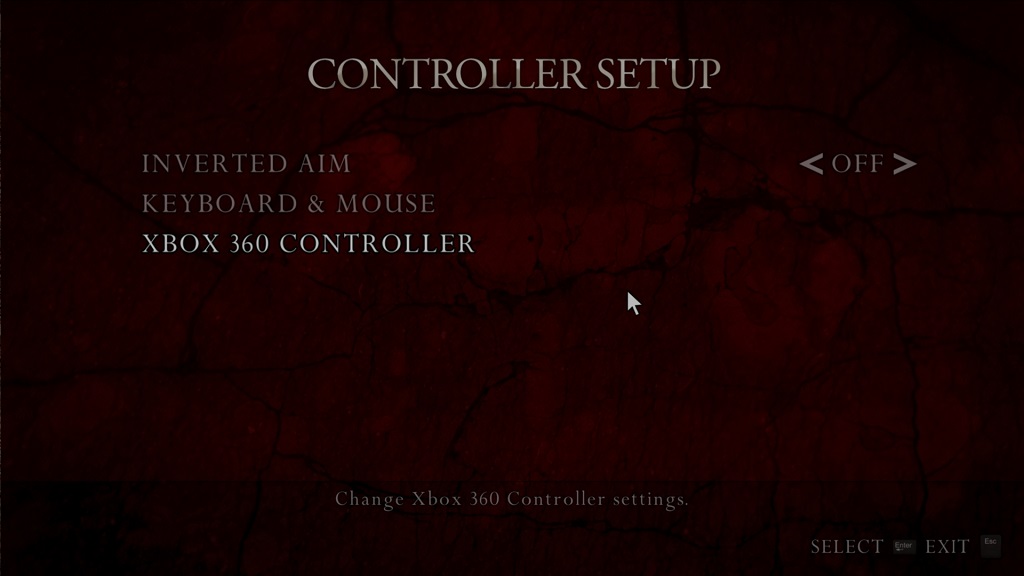 CONTROLLER SETUP
INVERTED AIM < OFF >
KEYBOARD & MOUSE
XBOX 360 CONTROLLER
Change Xbox 360 Controller settings.
SELECT Enter EXIT Esc